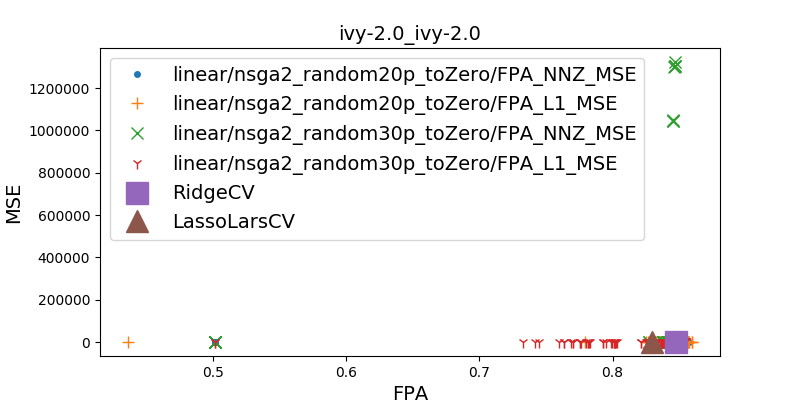 ivy-2.0_ivy-2.0
linear/nsga2_random20p_toZero/FPA_NNZ_MSE
linear/nsga2_random20p_toZero/FPA_L1_MSE
linear/nsga2_random30p_toZero/FPA_NNZ_MSE
linear/nsga2_random30p_toZero/FPA_L1_MSE
RidgeCV
LassoLarsCV
MSE
1200000
1000000
800000
600000
400000
200000
0
0.5 0.6 0.7 0.8
FPA